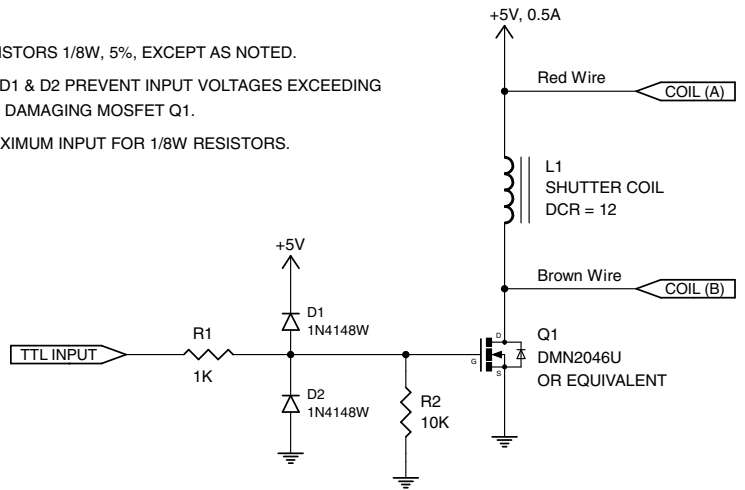 +5V, 0.5A
ISTORS 1/8W, 5%, EXCEPT AS NOTED.
D1 & D2 PREVENT INPUT VOLTAGES EXCEEDING
DAMAGING MOSFET Q1.
XIMUM INPUT FOR 1/8W RESISTORS.
Red Wire
COIL (A)
L1
SHUTTER COIL
DCR = 12
+5V
Brown Wire
COIL (B)
D1
1N4148W
TTL INPUT
R1
1K
D
G
S
Q1
DMN2046U
OR EQUIVALENT
D2
1N4148W
R2
10K